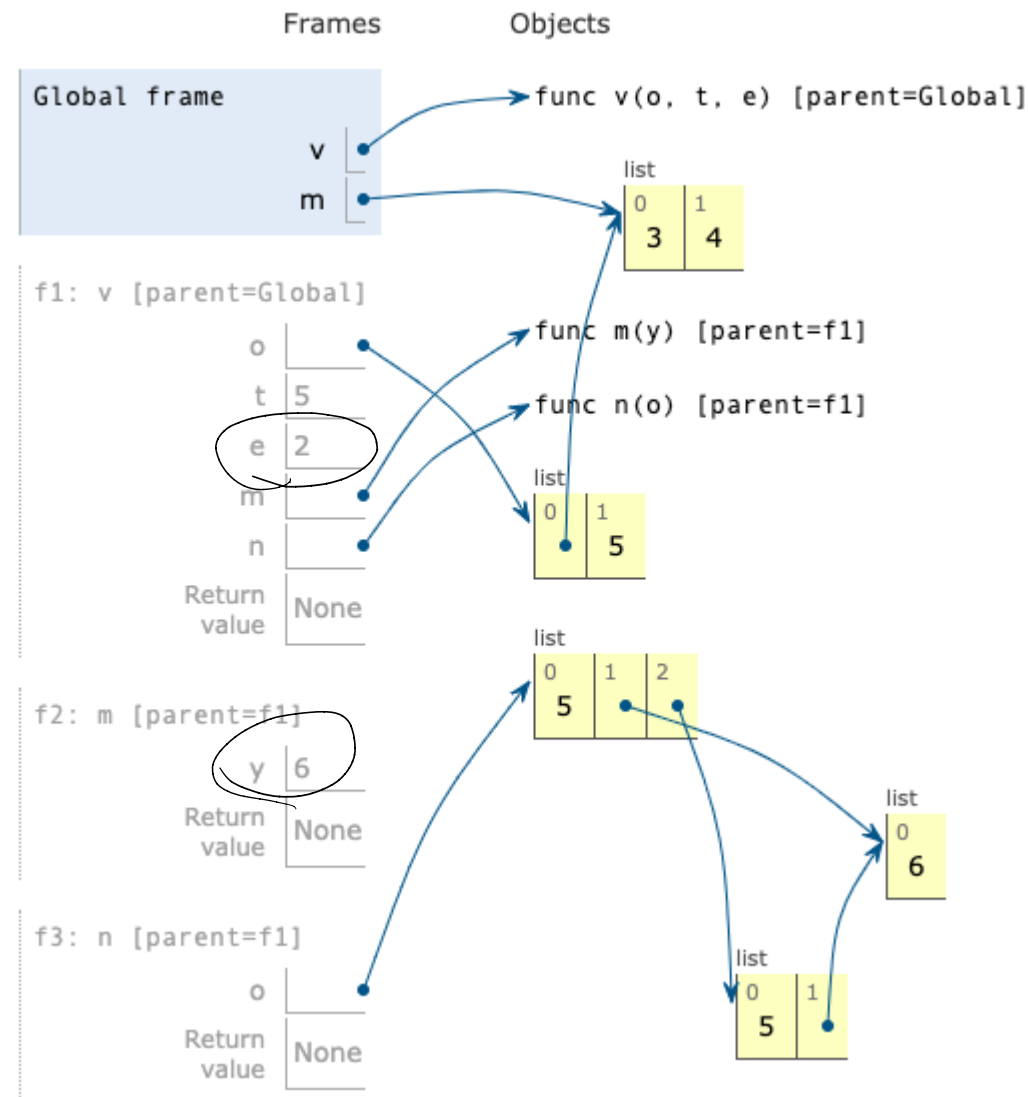 Frames Objects
Global frame
func v(o, t, e) [parent=Global]
v
m
list
0 1
3 4
f1: v [parent=Global]
o
func m(y) [parent=f1]
t 5
func n(o) [parent=f1]
e 2
m
list
0 1
5
n
Return
value
None
list
0 1 2
5
f2: m [parent=f1]
y 6
list
0
6
Return
value
None
f3: n [parent=f1]
list
0 1
5
o
Return
value
None